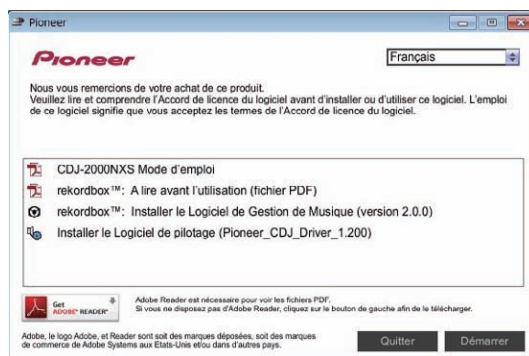 Pioneer
Pioneer
Français
Nous vous remercions de votre achat de ce produit.
Veuillez lire et comprendre l'Accord de licence du logiciel avant d'installer ou d'utiliser ce logiciel. L'emploi
de ce logiciel signifie que vous acceptez les termes de l'Accord de licence du logiciel.
CDJ-2000NXS Mode d'emploi
rekordbox™: A lire avant l'utilisation (fichier PDF)
rekordbox™: Installer le Logiciel de Gestion de Musique (version 2.0.0)
Installer le Logiciel de pilotage (Pioneer_CDJ_Driver_1.200)
Get
ADOBE® READER®
Adobe Reader est nécessaire pour voir les fichiers PDF.
Si vous ne disposez pas d'Adobe Reader, cliquez sur le bouton de gauche afin de le télécharger.
Adobe, le logo Adobe, et Reader sont soit des marques déposées, soit des marques
de commerce de Adobe Systems aux Etats-Unis et/ou dans d'autres pays.
Quitter
Démarrer